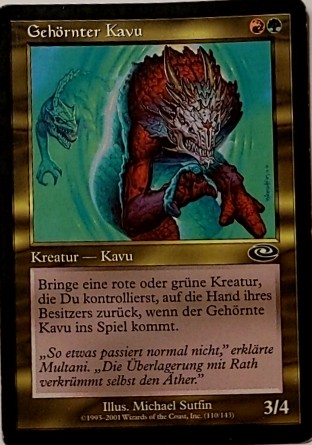 Gehörnter Kavu
Kreatur — Kavu
Bringe eine rote oder grüne Kreatur,
die Du kontrollierst, auf die Hand ihres
Besitzers zurück, wenn der Gehörnte
Kavu ins Spiel kommt.
„So etwas passiert normal nicht,“ erklärte
Multani. „Die Überlagerung mit Rath
verkrümmt selbst den Äther.“
Illus. Michael Sutfin
3/4
©1993-2001 Wizards of the Coast, Inc. (110/143)